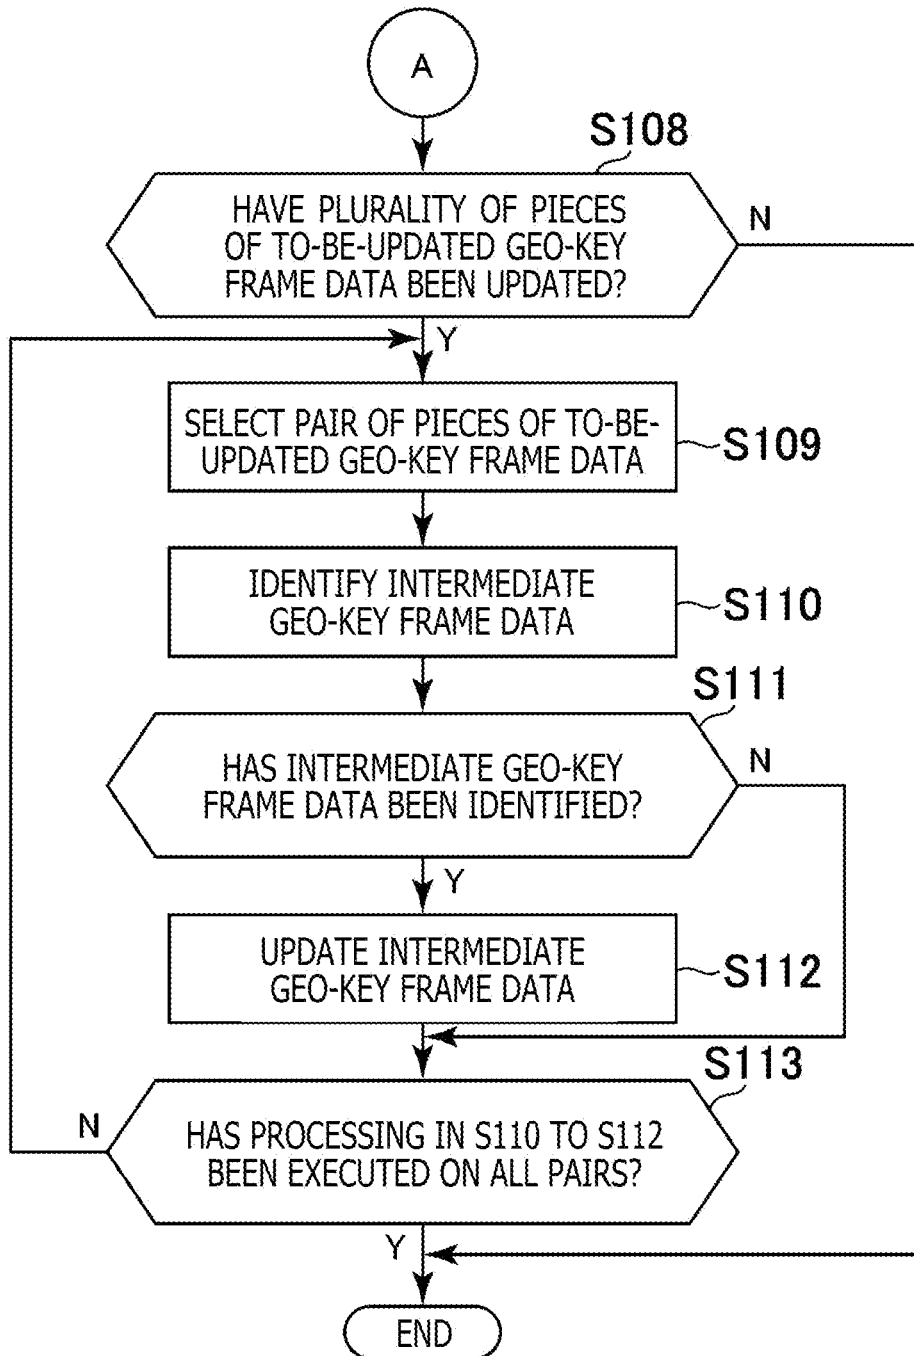 A
S108
HAVE PLURALITY OF PIECES
OF TO-BE-UPDATED GEO-KEY
FRAME DATA BEEN UPDATED?
N
Y
SELECT PAIR OF PIECES OF TO-BE-
UPDATED GEO-KEY FRAME DATA
S109
IDENTIFY INTERMEDIATE
GEO-KEY FRAME DATA
S110
S111
HAS INTERMEDIATE GEO-KEY
FRAME DATA BEEN IDENTIFIED?
N
Y
UPDATE INTERMEDIATE
GEO-KEY FRAME DATA
S112
S113
N
HAS PROCESSING IN S110 TO S112
BEEN EXECUTED ON ALL PAIRS?
Y
END